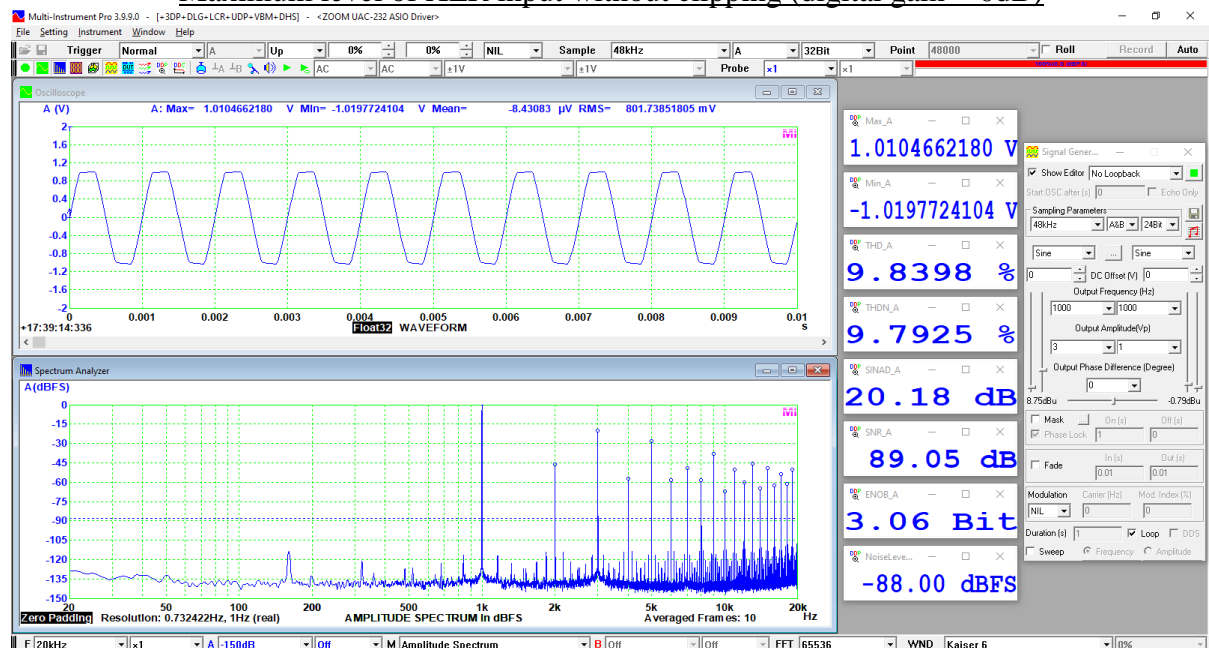 Maximum level of XLR input without clipping (digital gain = 0dB)
Multi-Instrument Pro 3.9.9.0 - [+3DP+DLG+LCR+UDP+VBM+DHS] - <ZOOM UAC-232 ASIO Driver>
File Setting Instrument Window Help
Trigger Normal A Up 0% 0% NIL Sample 48kHz A 32Bit Point 48000 Roll Record Auto
AC AC ±1V ±1V Probe x1 x1
Oscilloscope
A (V) A: Max= 1.0104662180 V Min= -1.0197724104 V Mean= -8.43083 µV RMS= 801.73851805 mV
2
1.6
1.2
0.8
0.4
0
-0.4
-0.8
-1.2
-1.6
-2
0 0.001 0.002 0.003 0.004 0.005 0.006 0.007 0.008 0.009 0.01
+17:39:14:336 Float32 WAVEFORM s
Spectrum Analyzer
A(dBFS)
0
-15
-30
-45
-60
-75
-90
-105
-120
-135
-150
20 50 100 200 500 1k 2k 5k 10k 20k
Zero Padding Resolution: 0.732422Hz, 1Hz (real) AMPLITUDE SPECTRUM in dBFS Averaged Frames: 10 Hz
Max_A
1.0104662180 V
Min_A
-1.0197724104 V
THD_A
9.8398 %
THDN_A
9.7925 %
SINAD_A
20.18 dB
SNR_A
89.05 dB
ENOB_A
3.06 Bit
NoiseLeve...
-88.00 dBFS
Signal Gener...
Show Editor No Loopback
Start OSC after (s) 0 Echo Only
Sampling Parameters
48kHz A&B 24Bit
Sine ... Sine
0 DC Offset (V) 0
Output Frequency (Hz)
1000 1000
Output Amplitude(Vp)
3 1
Output Phase Difference (Degree)
0
8.75dBu -0.79dBu
Mask ... On (s) Off (s)
Phase Lock 1 0
Fade In (s) Out (s)
0.01 0.01
Modulation Carrier (Hz) Mod. Index (%)
NIL 0 0
Duration (s) 1 Loop DDS
Sweep Frequency Amplitude
F 20kHz x1 A -150dB Off M Amplitude Spectrum B Off Off FFT 65536 WND Kaiser 6 0%